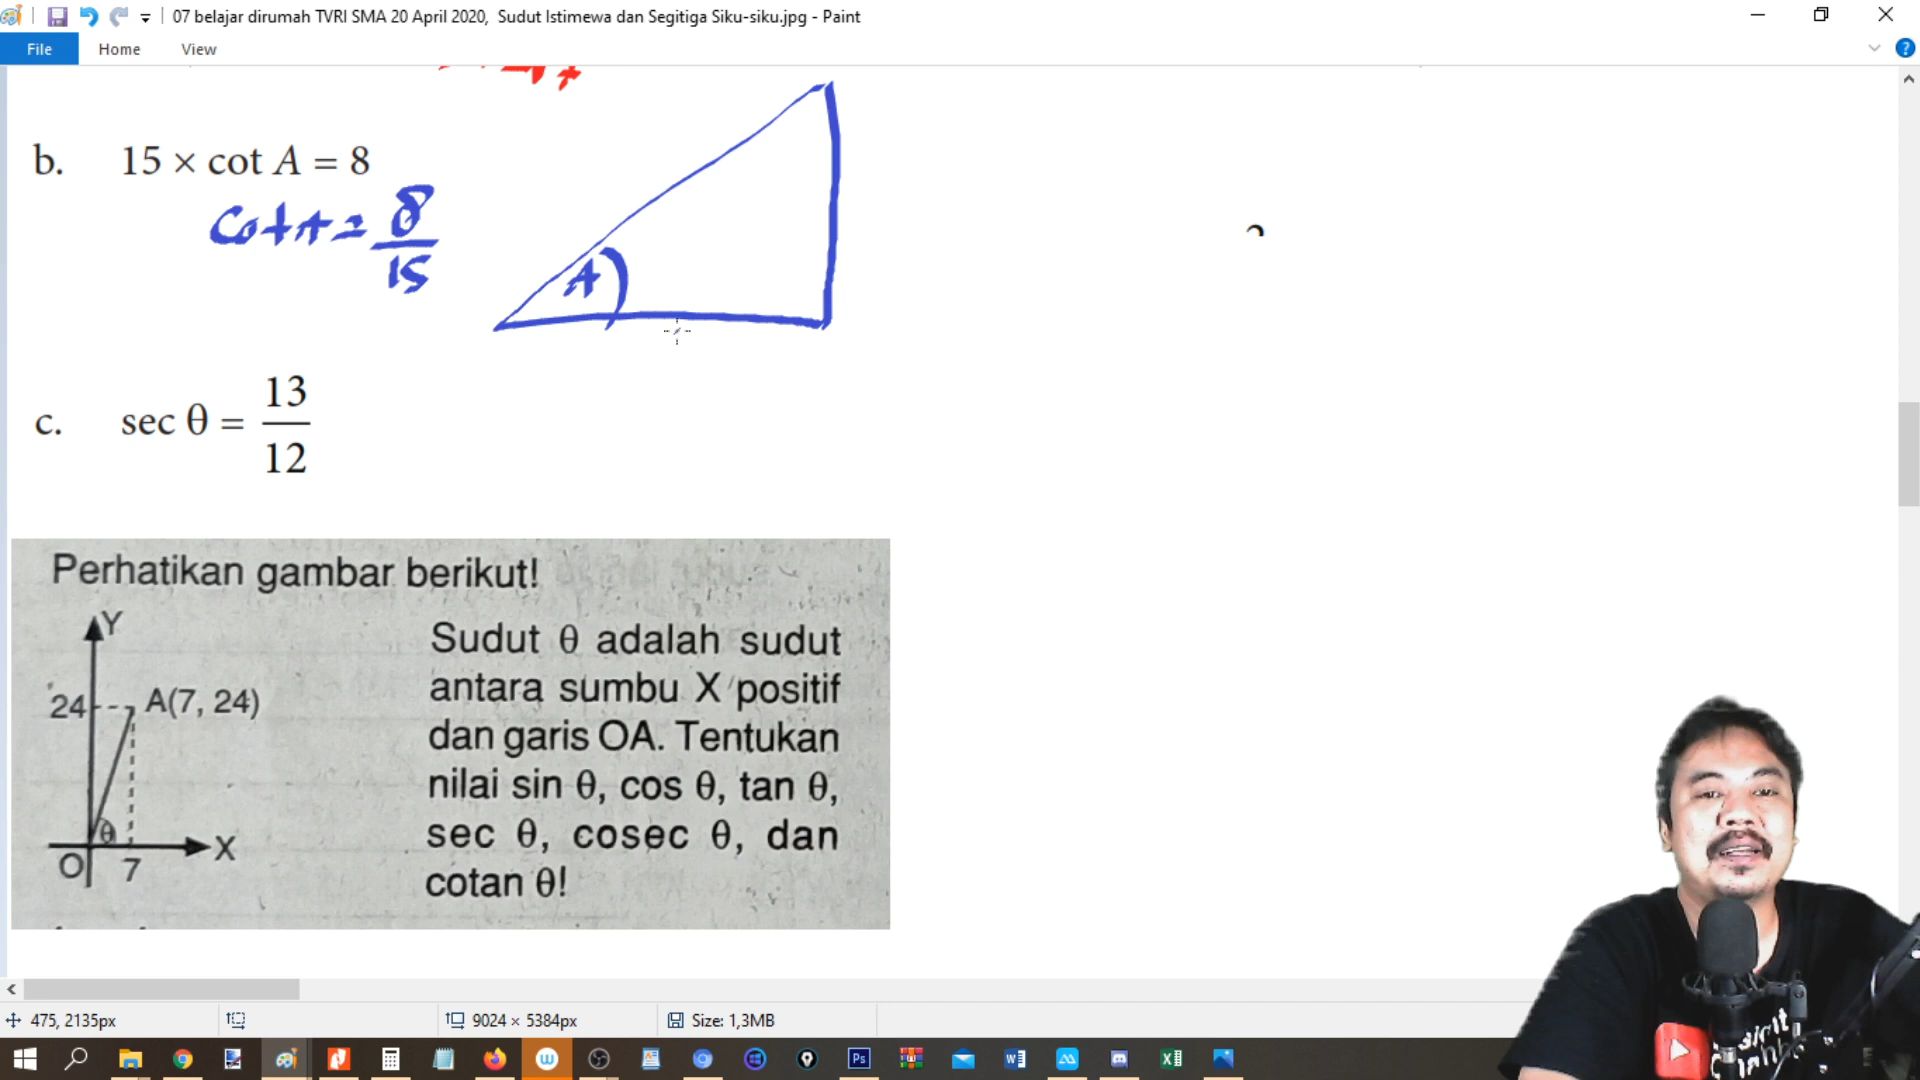 07 belajar dirumah TVRI SMA 20 April 2020, Sudut Istimewa dan Segitiga Siku-siku.jpg - Paint
File Home View
b. 15 × cot A = 8
cot A = 8
15
A
c. sec θ = 13
12
Perhatikan gambar berikut!
Y
24
A(7, 24)
θ
O
7
X
Sudut θ adalah sudut
antara sumbu X positif
dan garis OA. Tentukan
nilai sin θ, cos θ, tan θ,
sec θ, cosec θ, dan
cotan θ!
475, 2135px
9024 × 5384px
Size: 1,3MB